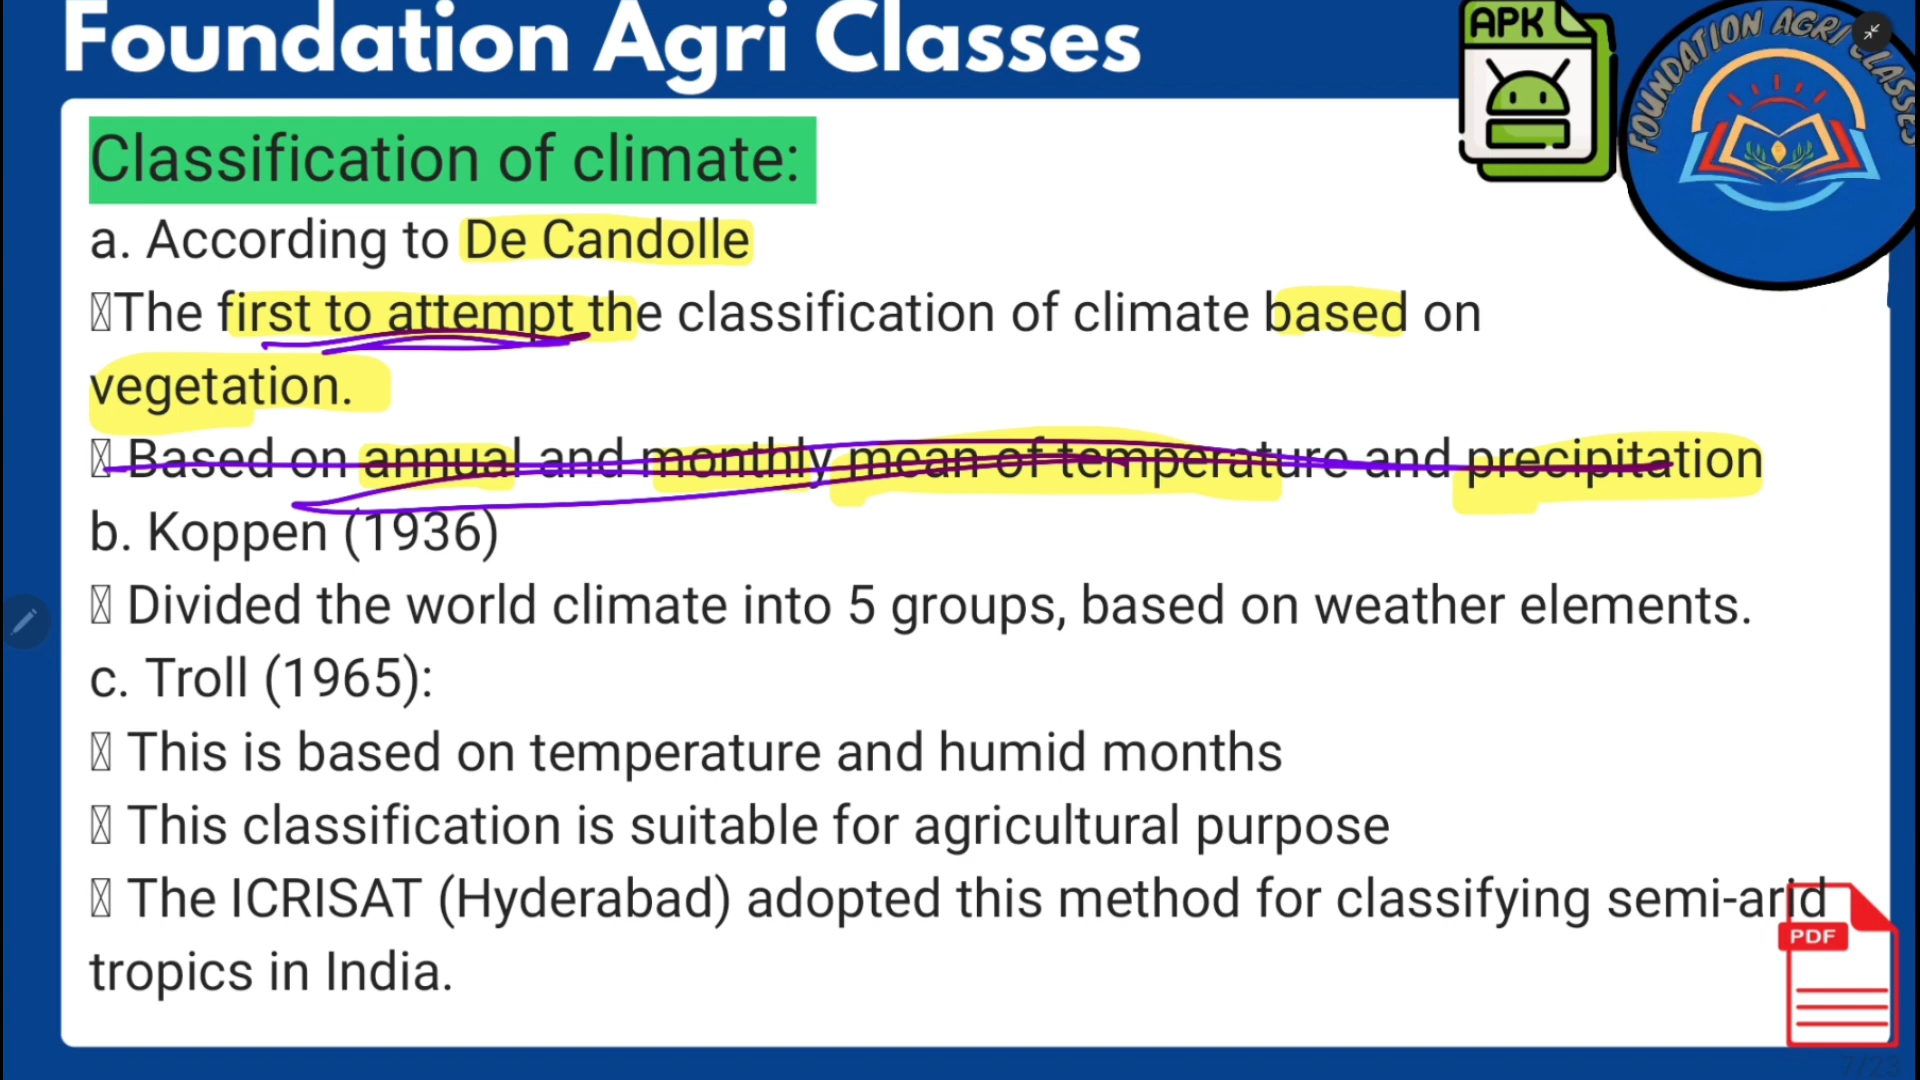 Foundation Agri Classes
APK
FOUNDATION AGRI CLASSES
Classification of climate:
a. According to De Candolle
The first to attempt the classification of climate based on
vegetation.
Based on annual and monthly mean of temperature and precipitation
b. Koppen (1936)
Divided the world climate into 5 groups, based on weather elements.
c. Troll (1965):
This is based on temperature and humid months
This classification is suitable for agricultural purpose
The ICRISAT (Hyderabad) adopted this method for classifying semi-arid
tropics in India.
PDF
7/23